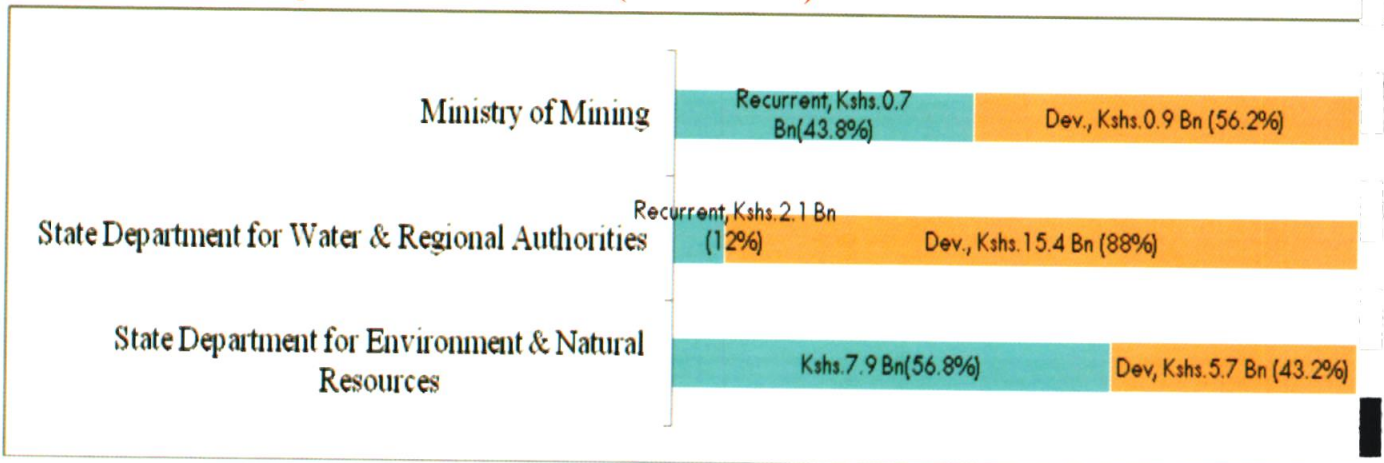 Ministry of Mining
Recurrent, Kshs.0.7
Bn(43.8%)
Dev., Kshs.0.9 Bn (56.2%)
State Department for Water & Regional Authorities
Recurrent, Kshs.2.1 Bn
(12%)
Dev., Kshs.15.4 Bn (88%)
State Department for Environment & Natural
Resources
Kshs.7.9 Bn(56.8%)
Dev, Kshs.5.7 Bn (43.2%)